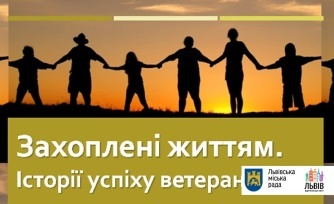 Захоплені життям.
Історії успіху ветеран
Львівська
міська
рада
ЛЬВІВ